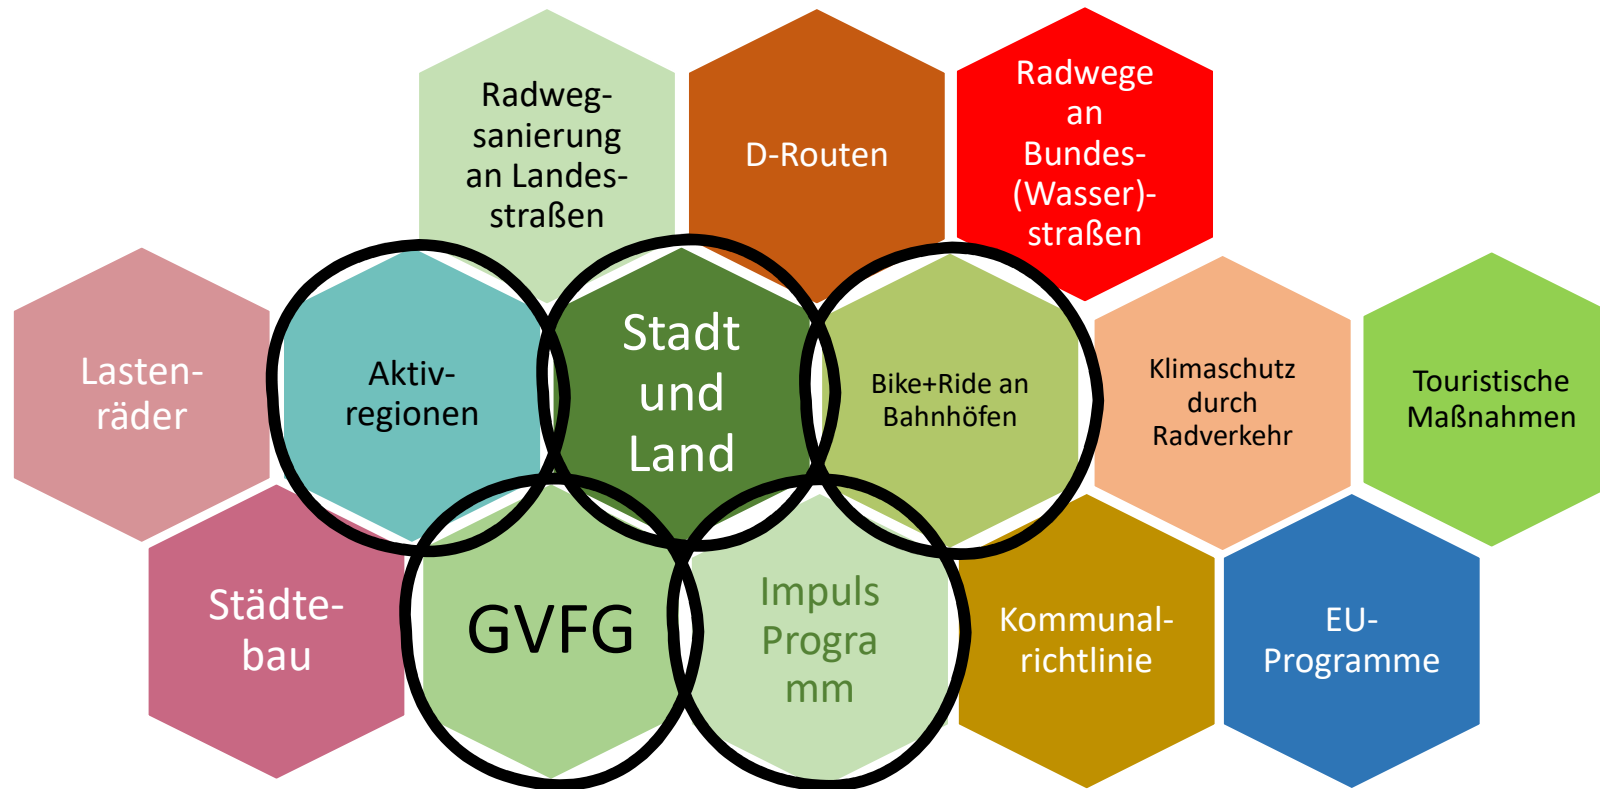 Radweg-
sanierung
an Landes-
straßen
D-Routen
Radwege
an
Bundes-
(Wasser)-
straßen
Lasten-
räder
Aktiv-
regionen
Stadt
und
Land
Bike+Ride an
Bahnhöfen
Klimaschutz
durch
Radverkehr
Touristische
Maßnahmen
Städte-
bau
GVFG
Impuls
Progra
mm
Kommunal-
richtlinie
EU-
Programme